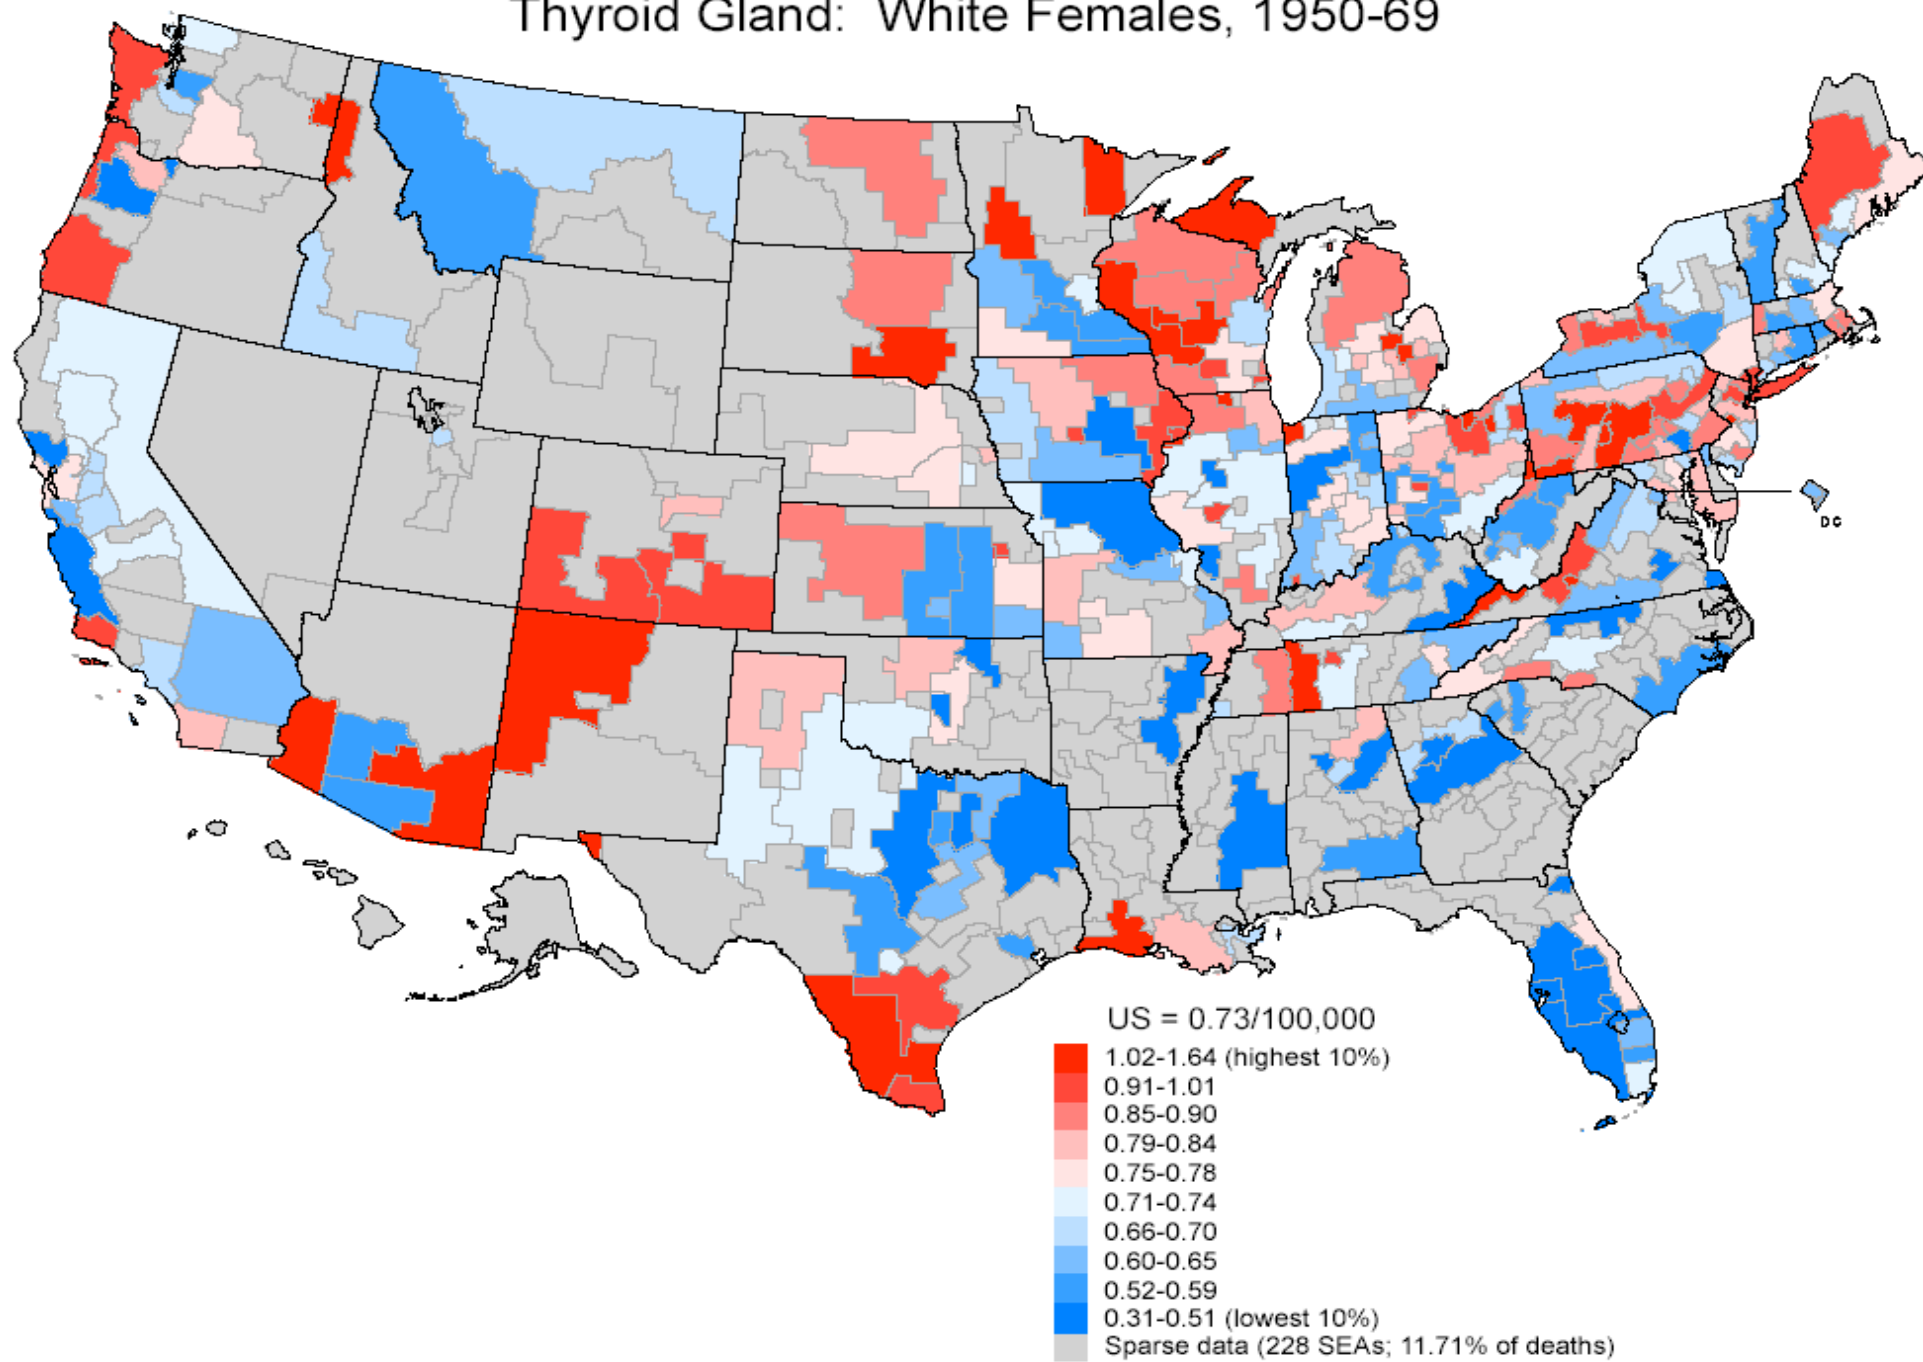 Thyroid Gland: White Females, 1950-69
DC
US = 0.73/100,000
1.02-1.64 (highest 10%)
0.91-1.01
0.85-0.90
0.79-0.84
0.75-0.78
0.71-0.74
0.66-0.70
0.60-0.65
0.52-0.59
0.31-0.51 (lowest 10%)
Sparse data (228 SEAs; 11.71% of deaths)